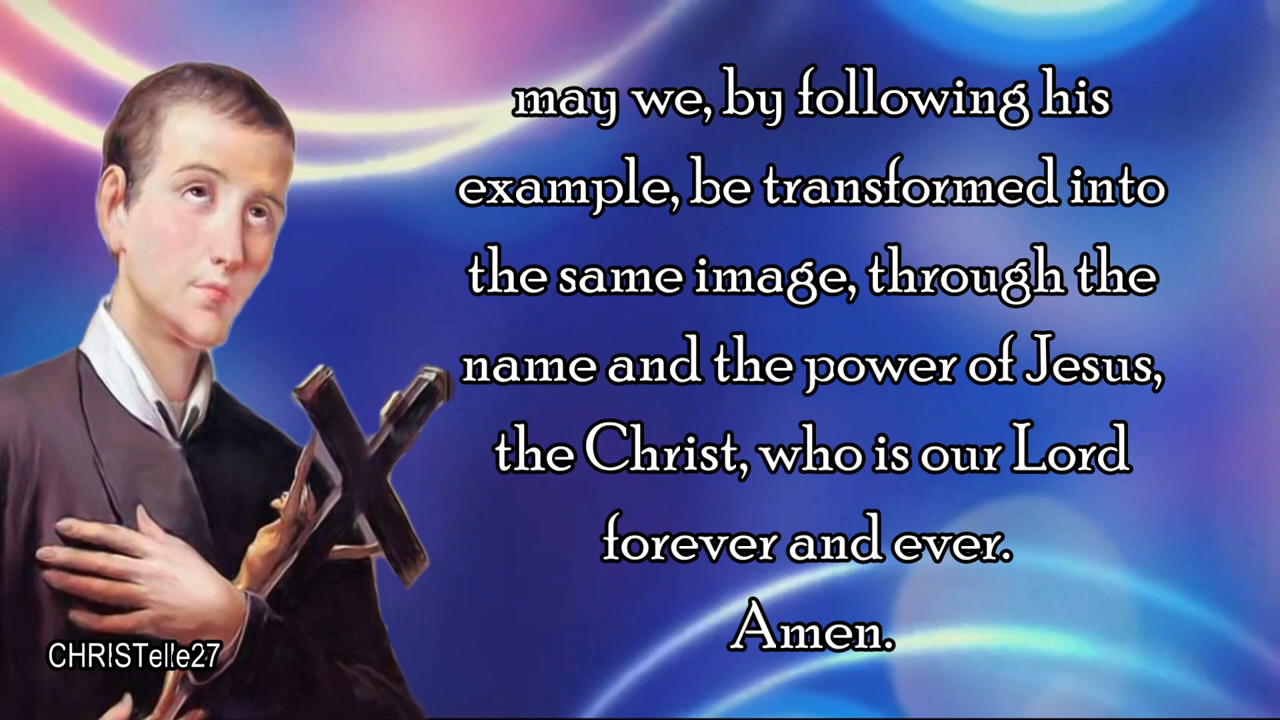 may we, by following his
example, be transformed into
the same image, through the
name and the power of Jesus,
the Christ, who is our Lord
forever and ever.
Amen.
CHRISTelle27